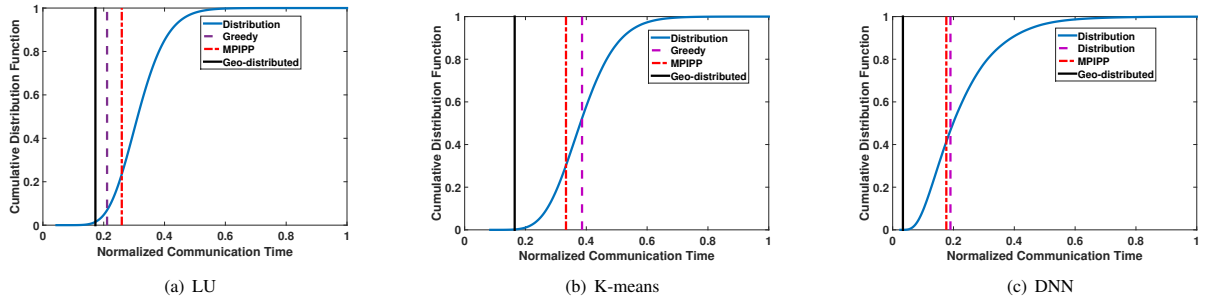 Cumulative Distribution Function
1
0.8
0.6
0.4
0.2
0
0 0.2 0.4 0.6 0.8 1
Normalized Communication Time
Distribution
Greedy
MPIPP
Geo-distributed
(a) LU
Cumulative Distribution Function
1
0.8
0.6
0.4
0.2
0
0 0.2 0.4 0.6 0.8 1
Normalized Communication Time
Distribution
Greedy
MPIPP
Geo-distributed
(b) K-means
Cumulative Distribution Function
1
0.8
0.6
0.4
0.2
0
0 0.2 0.4 0.6 0.8 1
Normalized Communication Time
Distribution
Distribution
MPIPP
Geo-distributed
(c) DNN